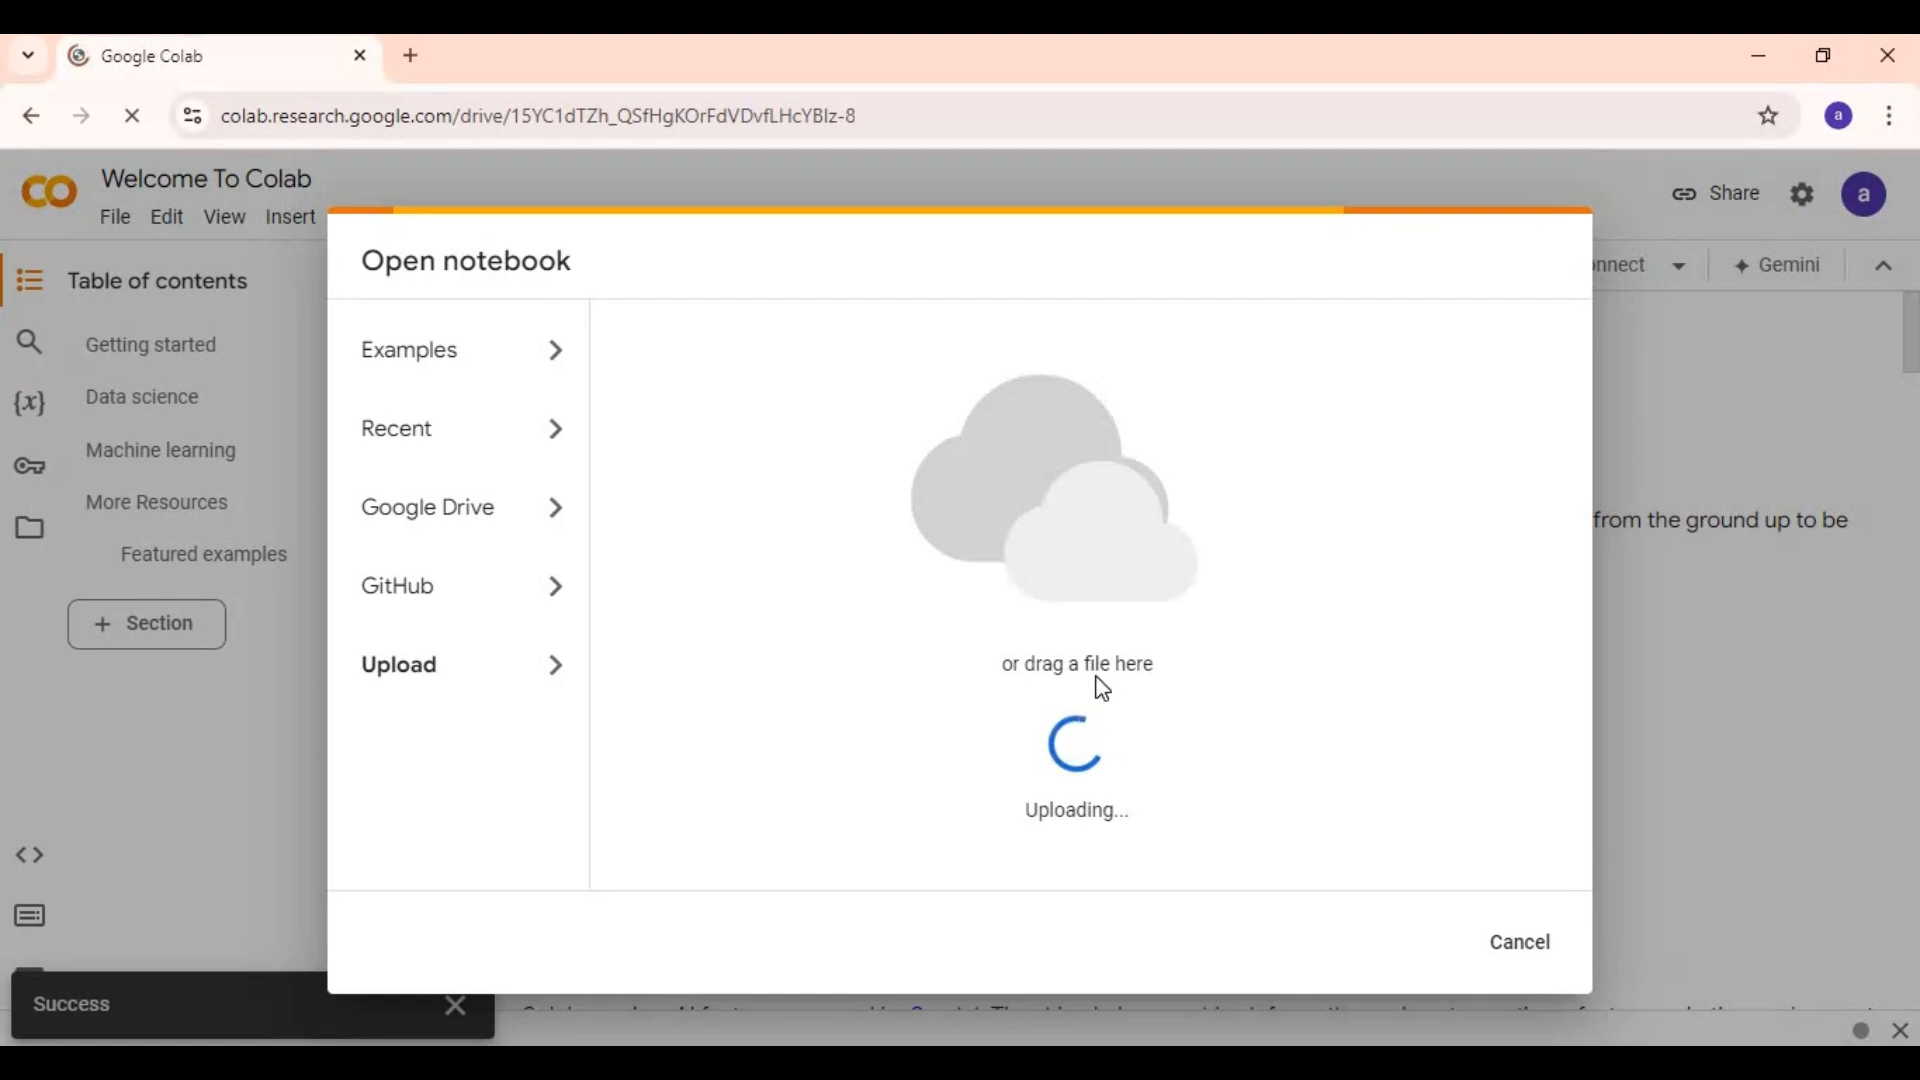 Google Colab
colab.research.google.com/drive/15YC1dTZh_QSfHgKOrFdVDvfLHcYBIz-8
a
Welcome To Colab
File Edit View Insert
Share
a
Open notebook
nnect
Gemini
Table of contents
Getting started
Data science
Machine learning
More Resources
Featured examples
+ Section
Examples
Recent
Google Drive
GitHub
Upload
from the ground up to be
or drag a file here
Uploading...
Cancel
Success